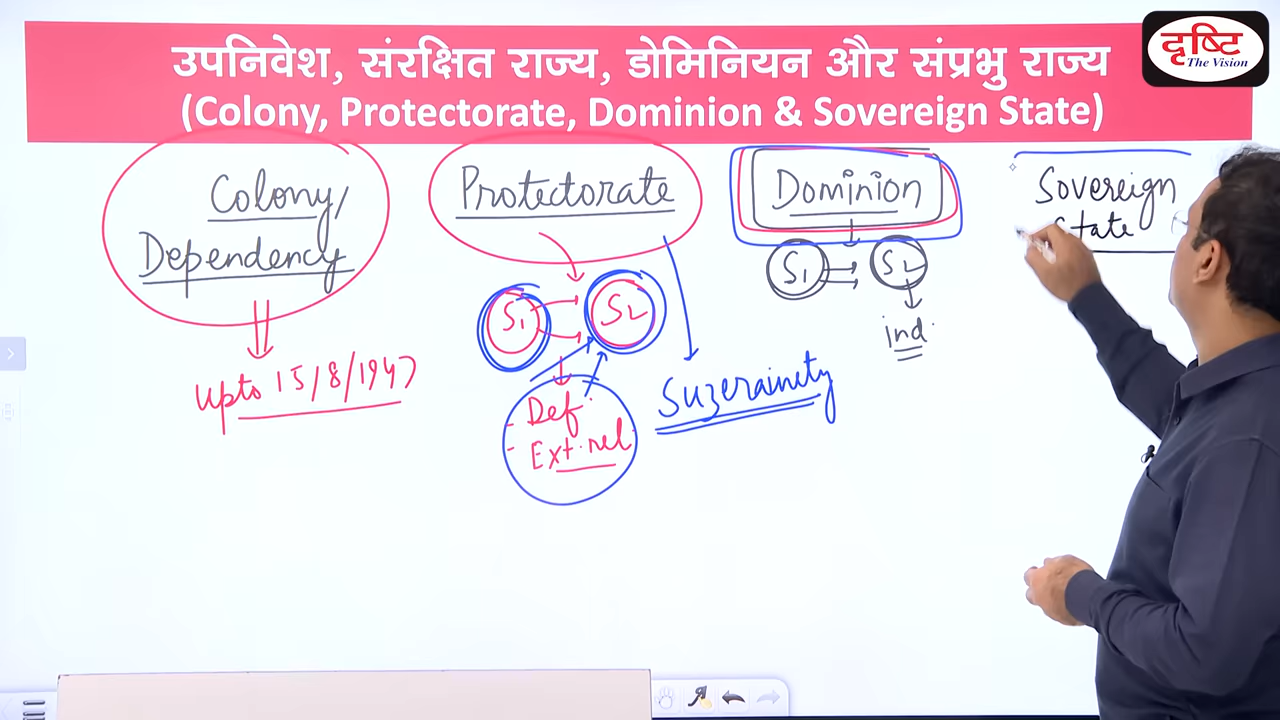 उपनिवेश, संरक्षित राज्य, डोमिनियन और संप्रभु राज्य
(Colony, Protectorate, Dominion & Sovereign State)
दृष्टि
The Vision
Colony/
Dependency
upto 15/8/1947
Protectorate
S1
S2
- Def.
- Ext. rel.
Suzerainety
Dominion
S1
S2
ind.
Sovereign
State